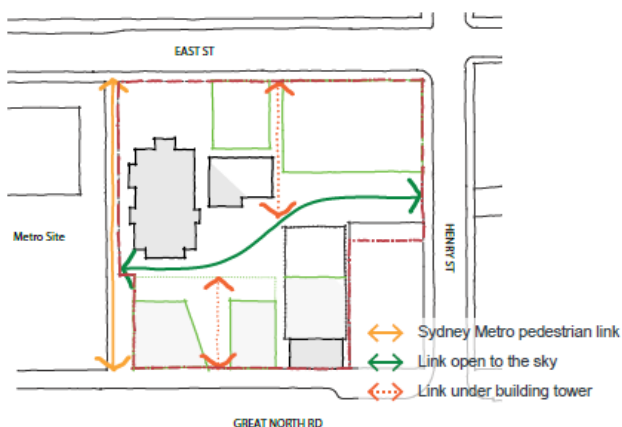 EAST ST
Metro Site
HENRY ST
Sydney Metro pedestrian link
Link open to the sky
Link under building tower
GREAT NORTH RD